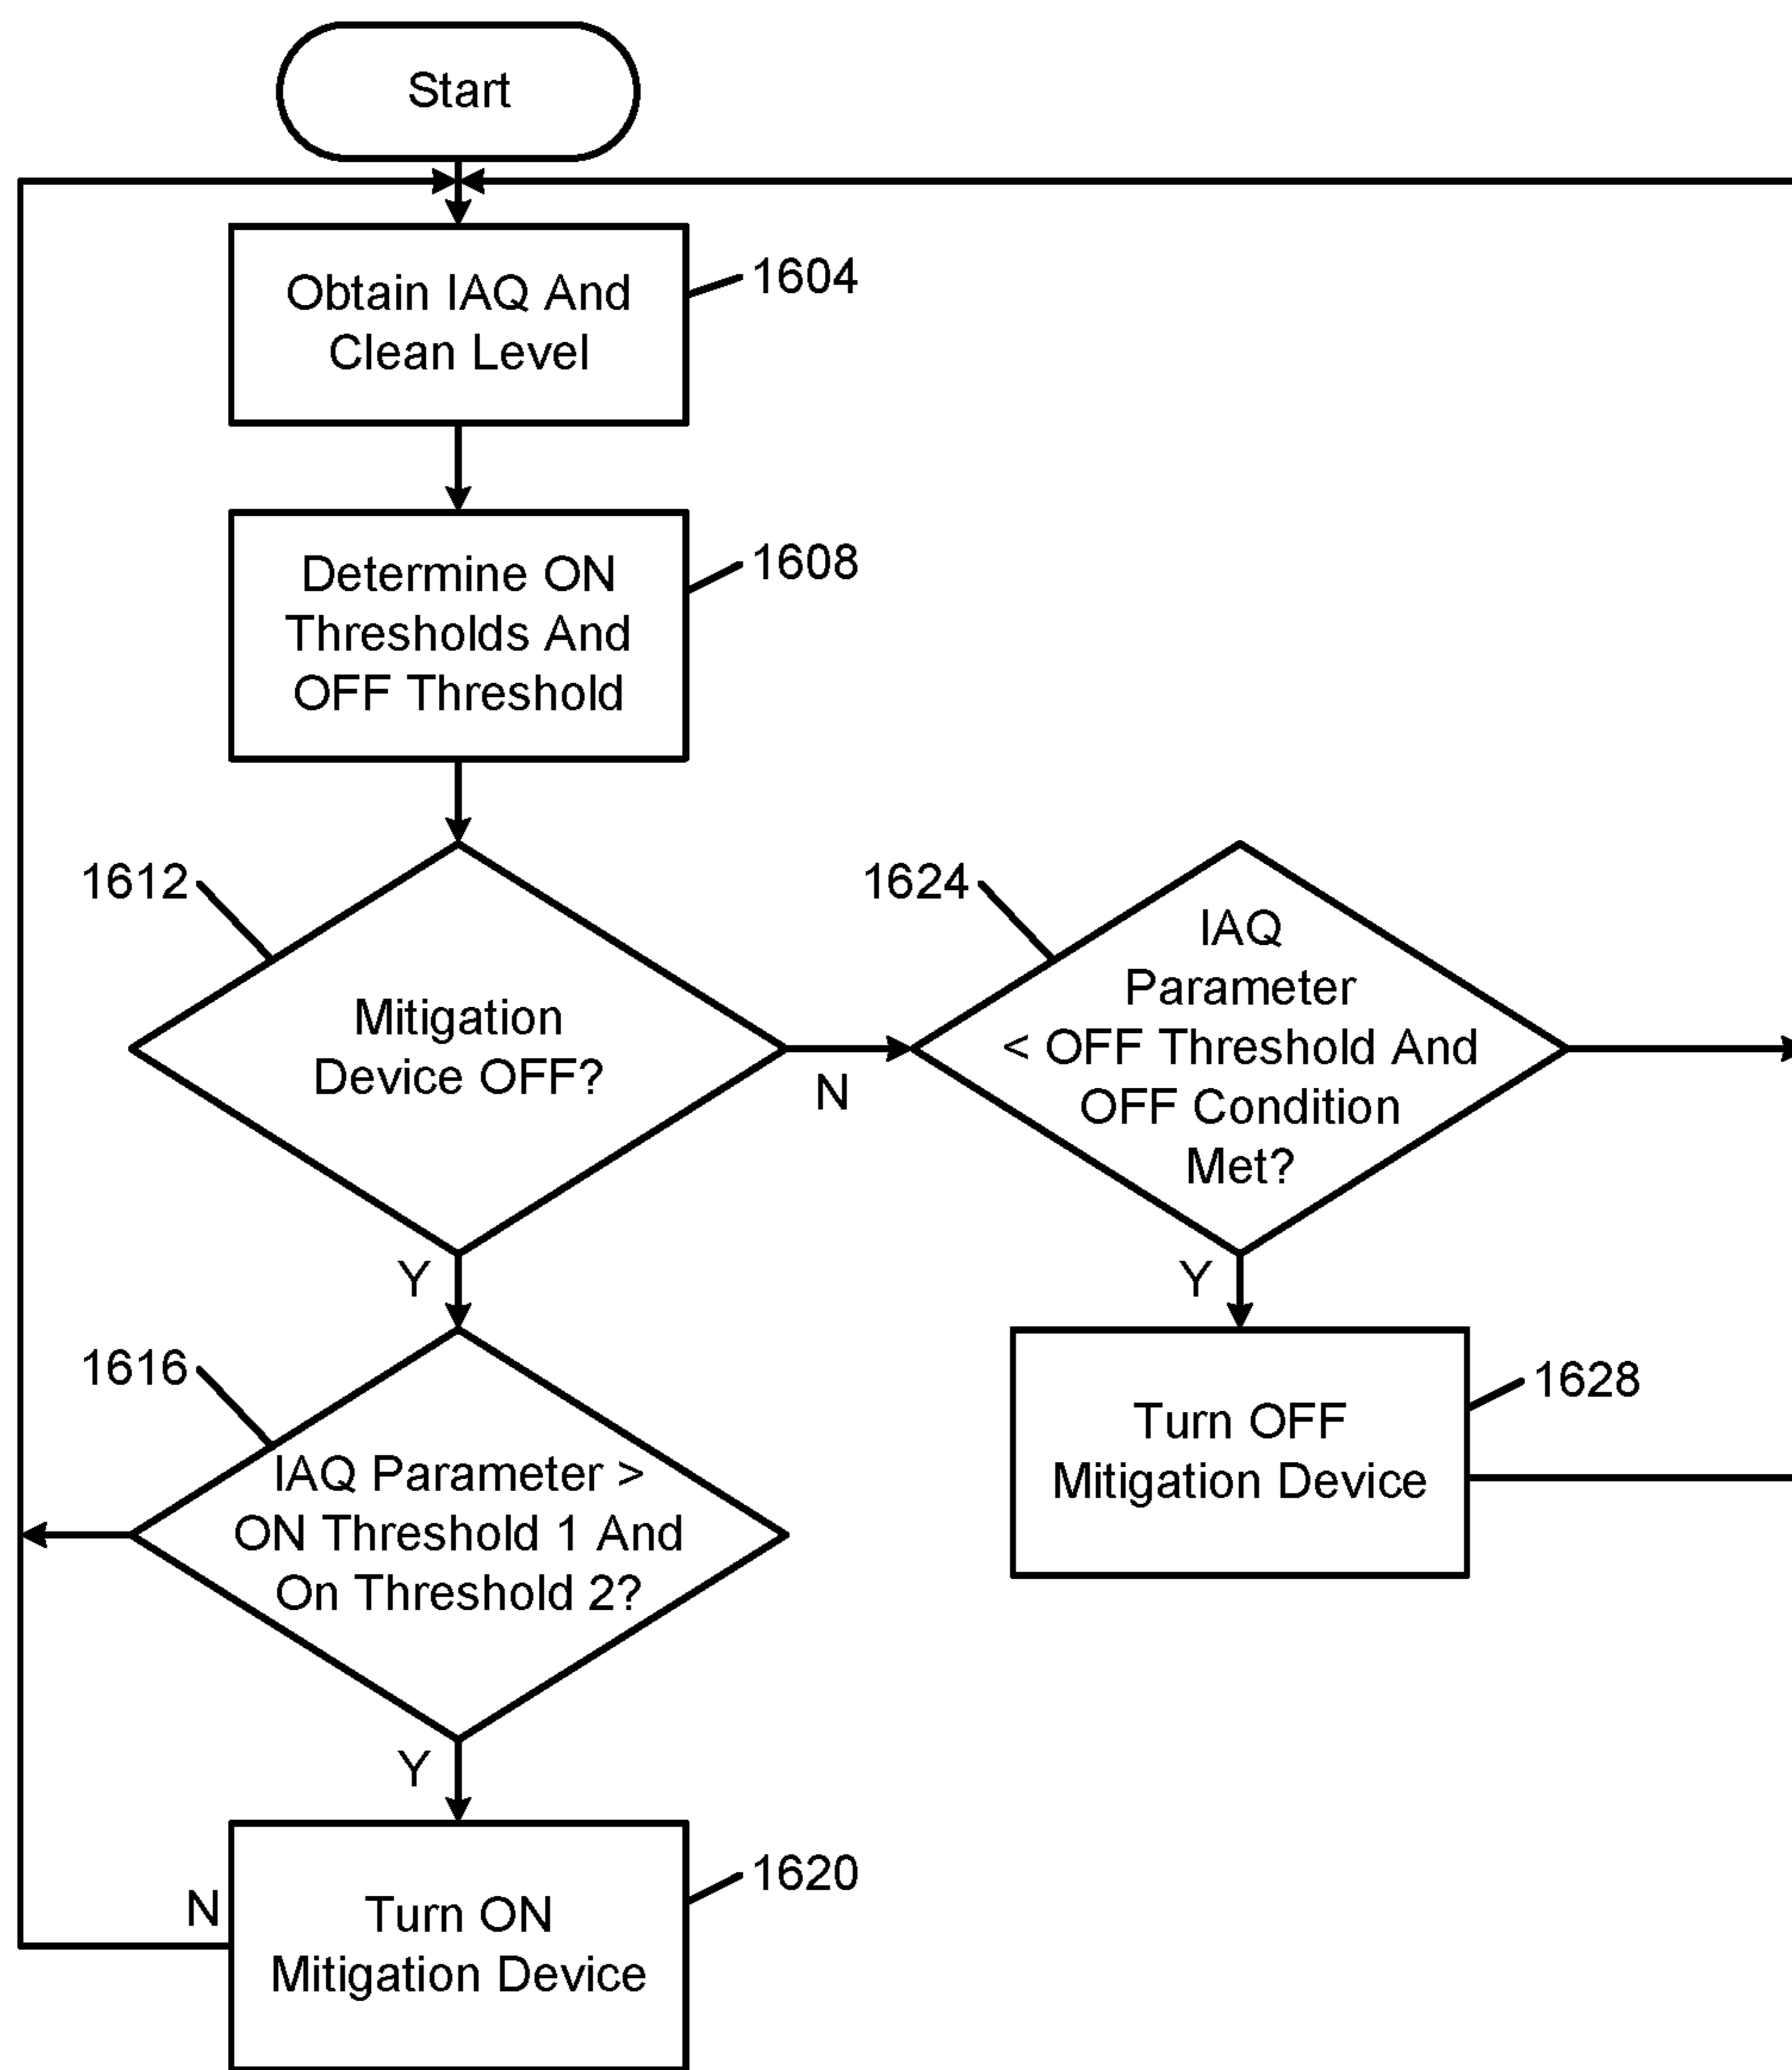 Start
Obtain IAQ And
Clean Level
1604
Determine ON
Thresholds And
OFF Threshold
1608
1612
Mitigation
Device OFF?
N
Y
1624
IAQ
Parameter
< OFF Threshold And
OFF Condition
Met?
Y
1616
IAQ Parameter >
ON Threshold 1 And
On Threshold 2?
Y
Turn OFF
Mitigation Device
1628
N
Turn ON
Mitigation Device
1620